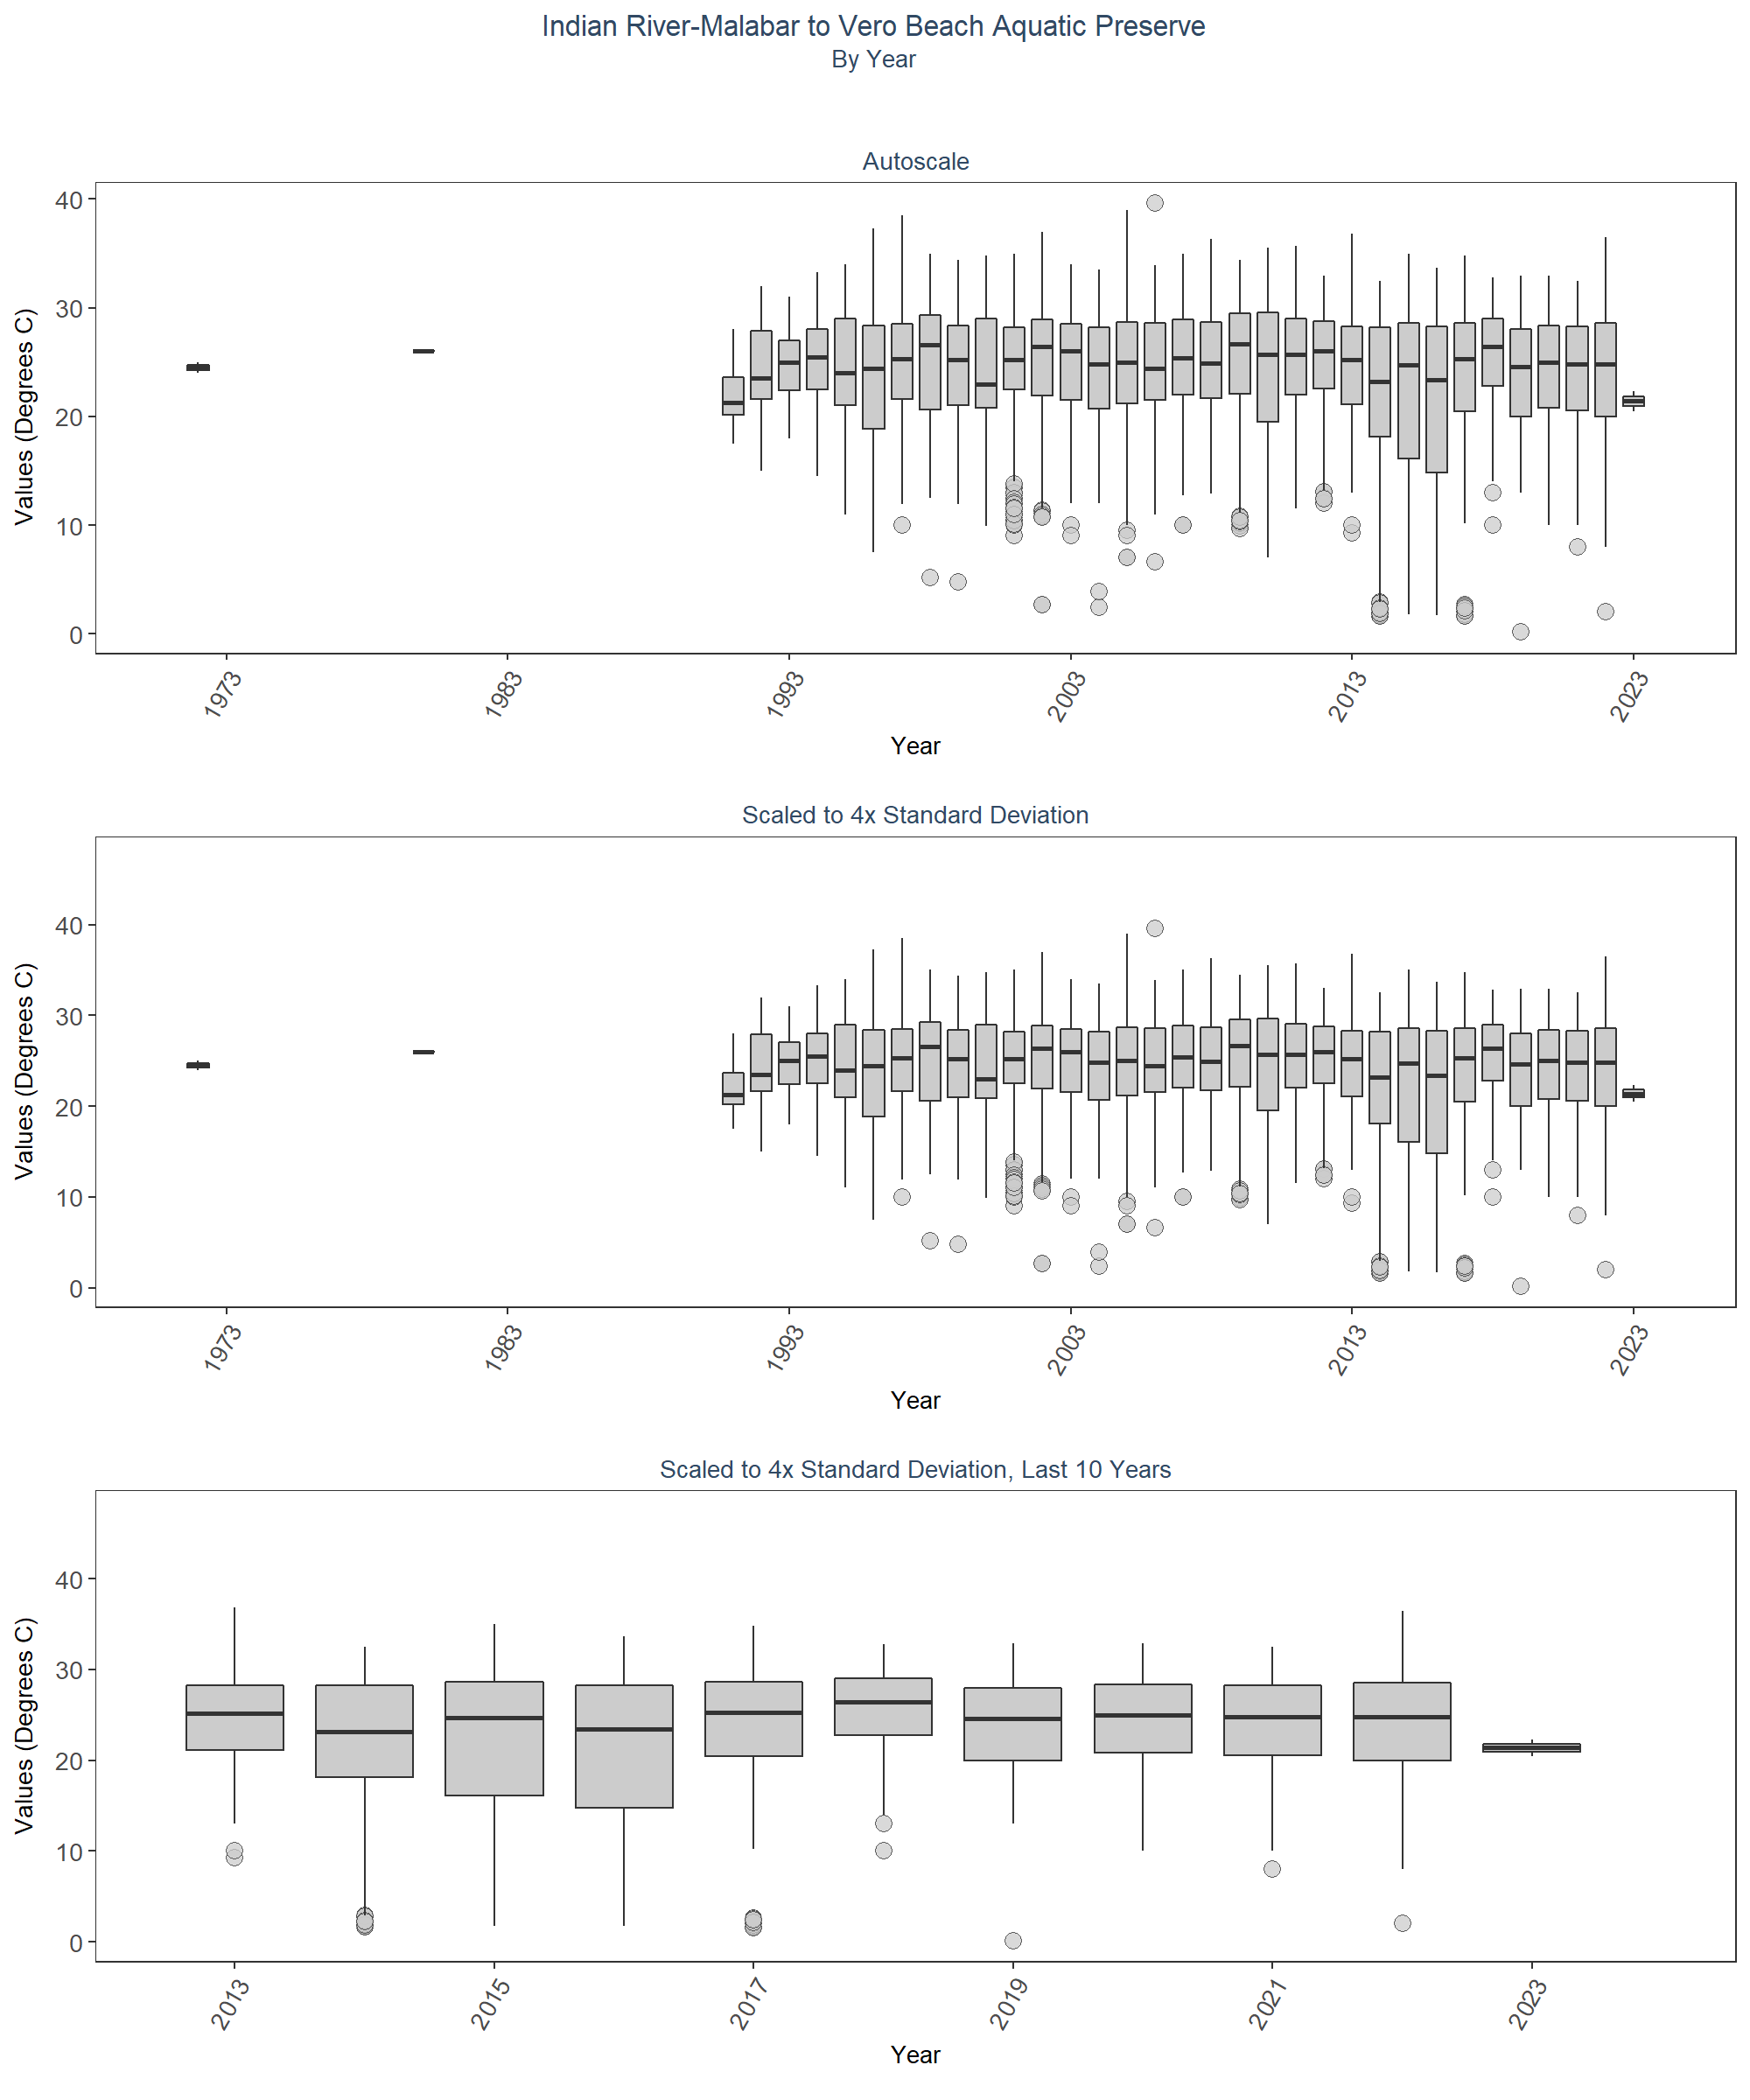 Indian River-Malabar to Vero Beach Aquatic Preserve
By Year
Autoscale
Values (Degrees C)
40
30
20
10
0
1973 1983 1993 2003 2013 2023
Year
Scaled to 4x Standard Deviation
Values (Degrees C)
40
30
20
10
0
1973 1983 1993 2003 2013 2023
Year
Scaled to 4x Standard Deviation, Last 10 Years
Values (Degrees C)
40
30
20
10
0
2013 2015 2017 2019 2021 2023
Year